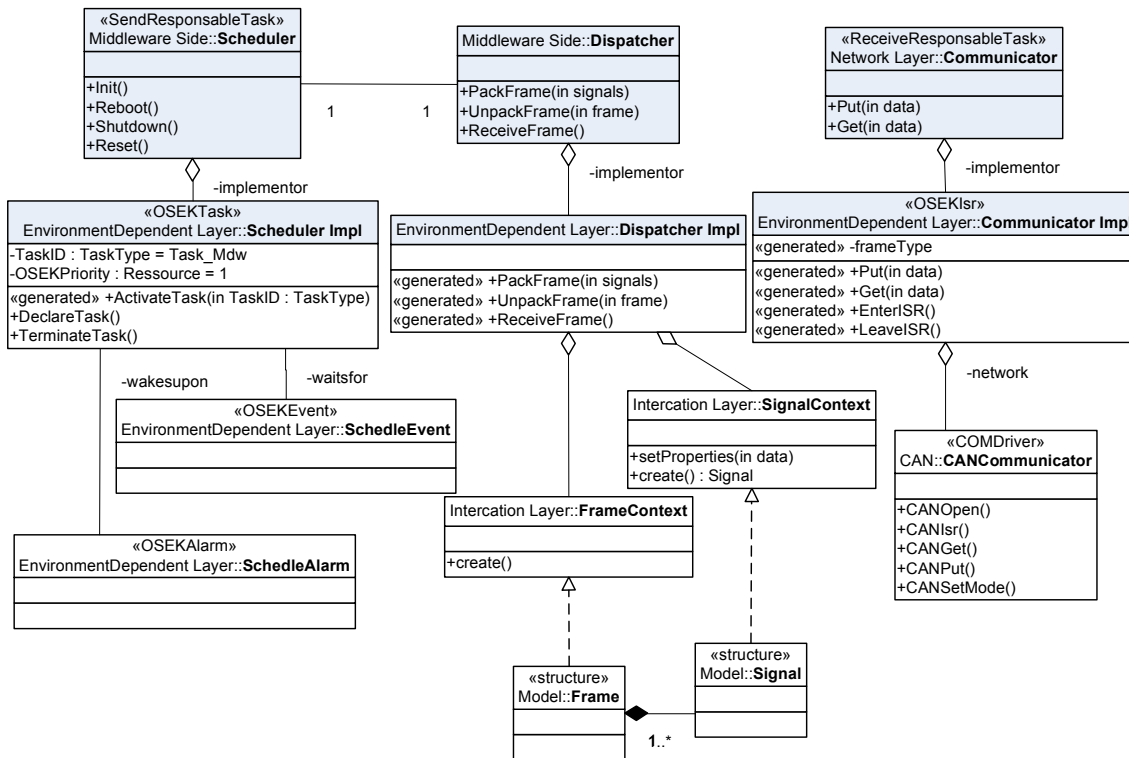 «SendResponsableTask»
Middleware Side::Scheduler
+Init()
+Reboot()
+Shutdown()
+Reset()
1
1
Middleware Side::Dispatcher
+PackFrame(in signals)
+UnpackFrame(in frame)
+ReceiveFrame()
«ReceiveResponsableTask»
Network Layer::Communicator
+Put(in data)
+Get(in data)
-implementor
-implementor
-implementor
«OSEKTask»
EnvironmentDependent Layer::Scheduler Impl
-TaskID : TaskType = Task_Mdw
-OSEKPriority : Ressource = 1
«generated» +ActivateTask(in TaskID : TaskType)
+DeclareTask()
+TerminateTask()
EnvironmentDependent Layer::Dispatcher Impl
«generated» +PackFrame(in signals)
«generated» +UnpackFrame(in frame)
«generated» +ReceiveFrame()
«OSEKIsr»
EnvironmentDependent Layer::Communicator Impl
«generated» -frameType
«generated» +Put(in data)
«generated» +Get(in data)
«generated» +EnterISR()
«generated» +LeaveISR()
-wakesupon
-waitsfor
-network
«OSEKEvent»
EnvironmentDependent Layer::SchedleEvent
Intercation Layer::SignalContext
+setProperties(in data)
+create() : Signal
«COMDriver»
CAN::CANCommunicator
+CANOpen()
+CANIsr()
+CANGet()
+CANPut()
+CANSetMode()
«OSEKAlarm»
EnvironmentDependent Layer::SchedleAlarm
Intercation Layer::FrameContext
+create()
«structure»
Model::Frame
«structure»
Model::Signal
1..*